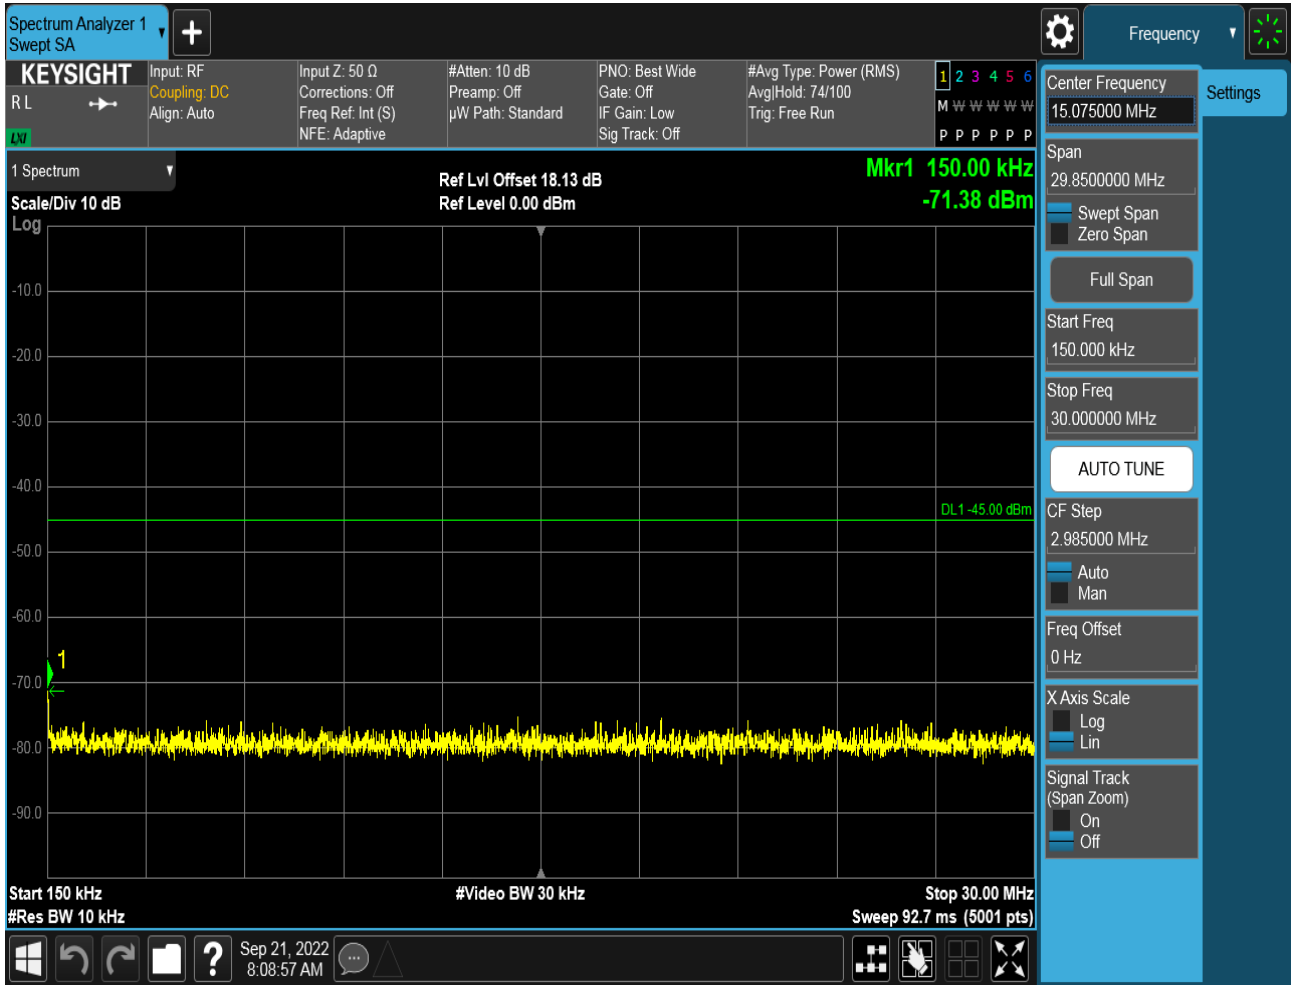 Spectrum Analyzer 1
Swept SA
Frequency
KEYSIGHT
R L
LXI
Input: RF
Coupling: DC
Align: Auto
Input Z: 50 Ω
Corrections: Off
Freq Ref: Int (S)
NFE: Adaptive
#Atten: 10 dB
Preamp: Off
µW Path: Standard
PNO: Best Wide
Gate: Off
IF Gain: Low
Sig Track: Off
#Avg Type: Power (RMS)
Avg|Hold: 74/100
Trig: Free Run
1 2 3 4 5 6
M W W W W W
P P P P P P
1 Spectrum
Scale/Div 10 dB
Log
Ref Lvl Offset 18.13 dB
Ref Level 0.00 dBm
Mkr1 150.00 kHz
-71.38 dBm
-10.0
-20.0
-30.0
-40.0
DL1 -45.00 dBm
-50.0
-60.0
1
-70.0
-80.0
-90.0
Start 150 kHz
#Video BW 30 kHz
Stop 30.00 MHz
#Res BW 10 kHz
Sweep 92.7 ms (5001 pts)
Center Frequency
15.075000 MHz
Settings
Span
29.8500000 MHz
Swept Span
Zero Span
Full Span
Start Freq
150.000 kHz
Stop Freq
30.000000 MHz
AUTO TUNE
CF Step
2.985000 MHz
Auto
Man
Freq Offset
0 Hz
X Axis Scale
Log
Lin
Signal Track
(Span Zoom)
On
Off
?
Sep 21, 2022
8:08:57 AM